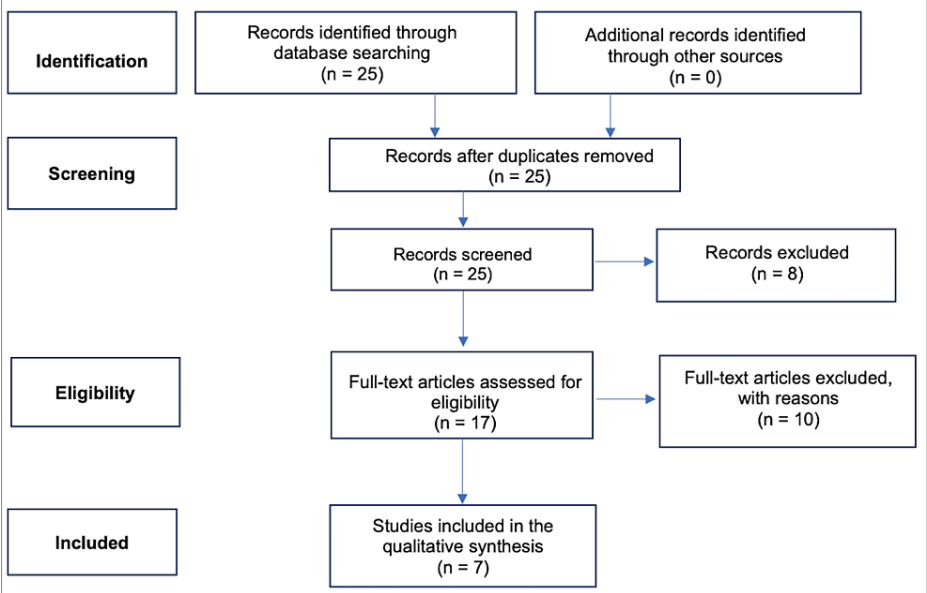 Identification
Records identified through
database searching
(n = 25)
Additional records identified
through other sources
(n = 0)
Screening
Records after duplicates removed
(n = 25)
Records screened
(n = 25)
Records excluded
(n = 8)
Eligibility
Full-text articles assessed for
eligibility
(n = 17)
Full-text articles excluded,
with reasons
(n = 10)
Included
Studies included in the
qualitative synthesis
(n = 7)